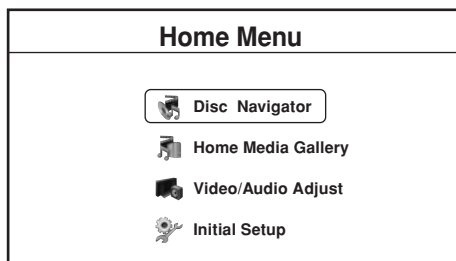 Home Menu
Disc Navigator
Home Media Gallery
Video/Audio Adjust
Initial Setup